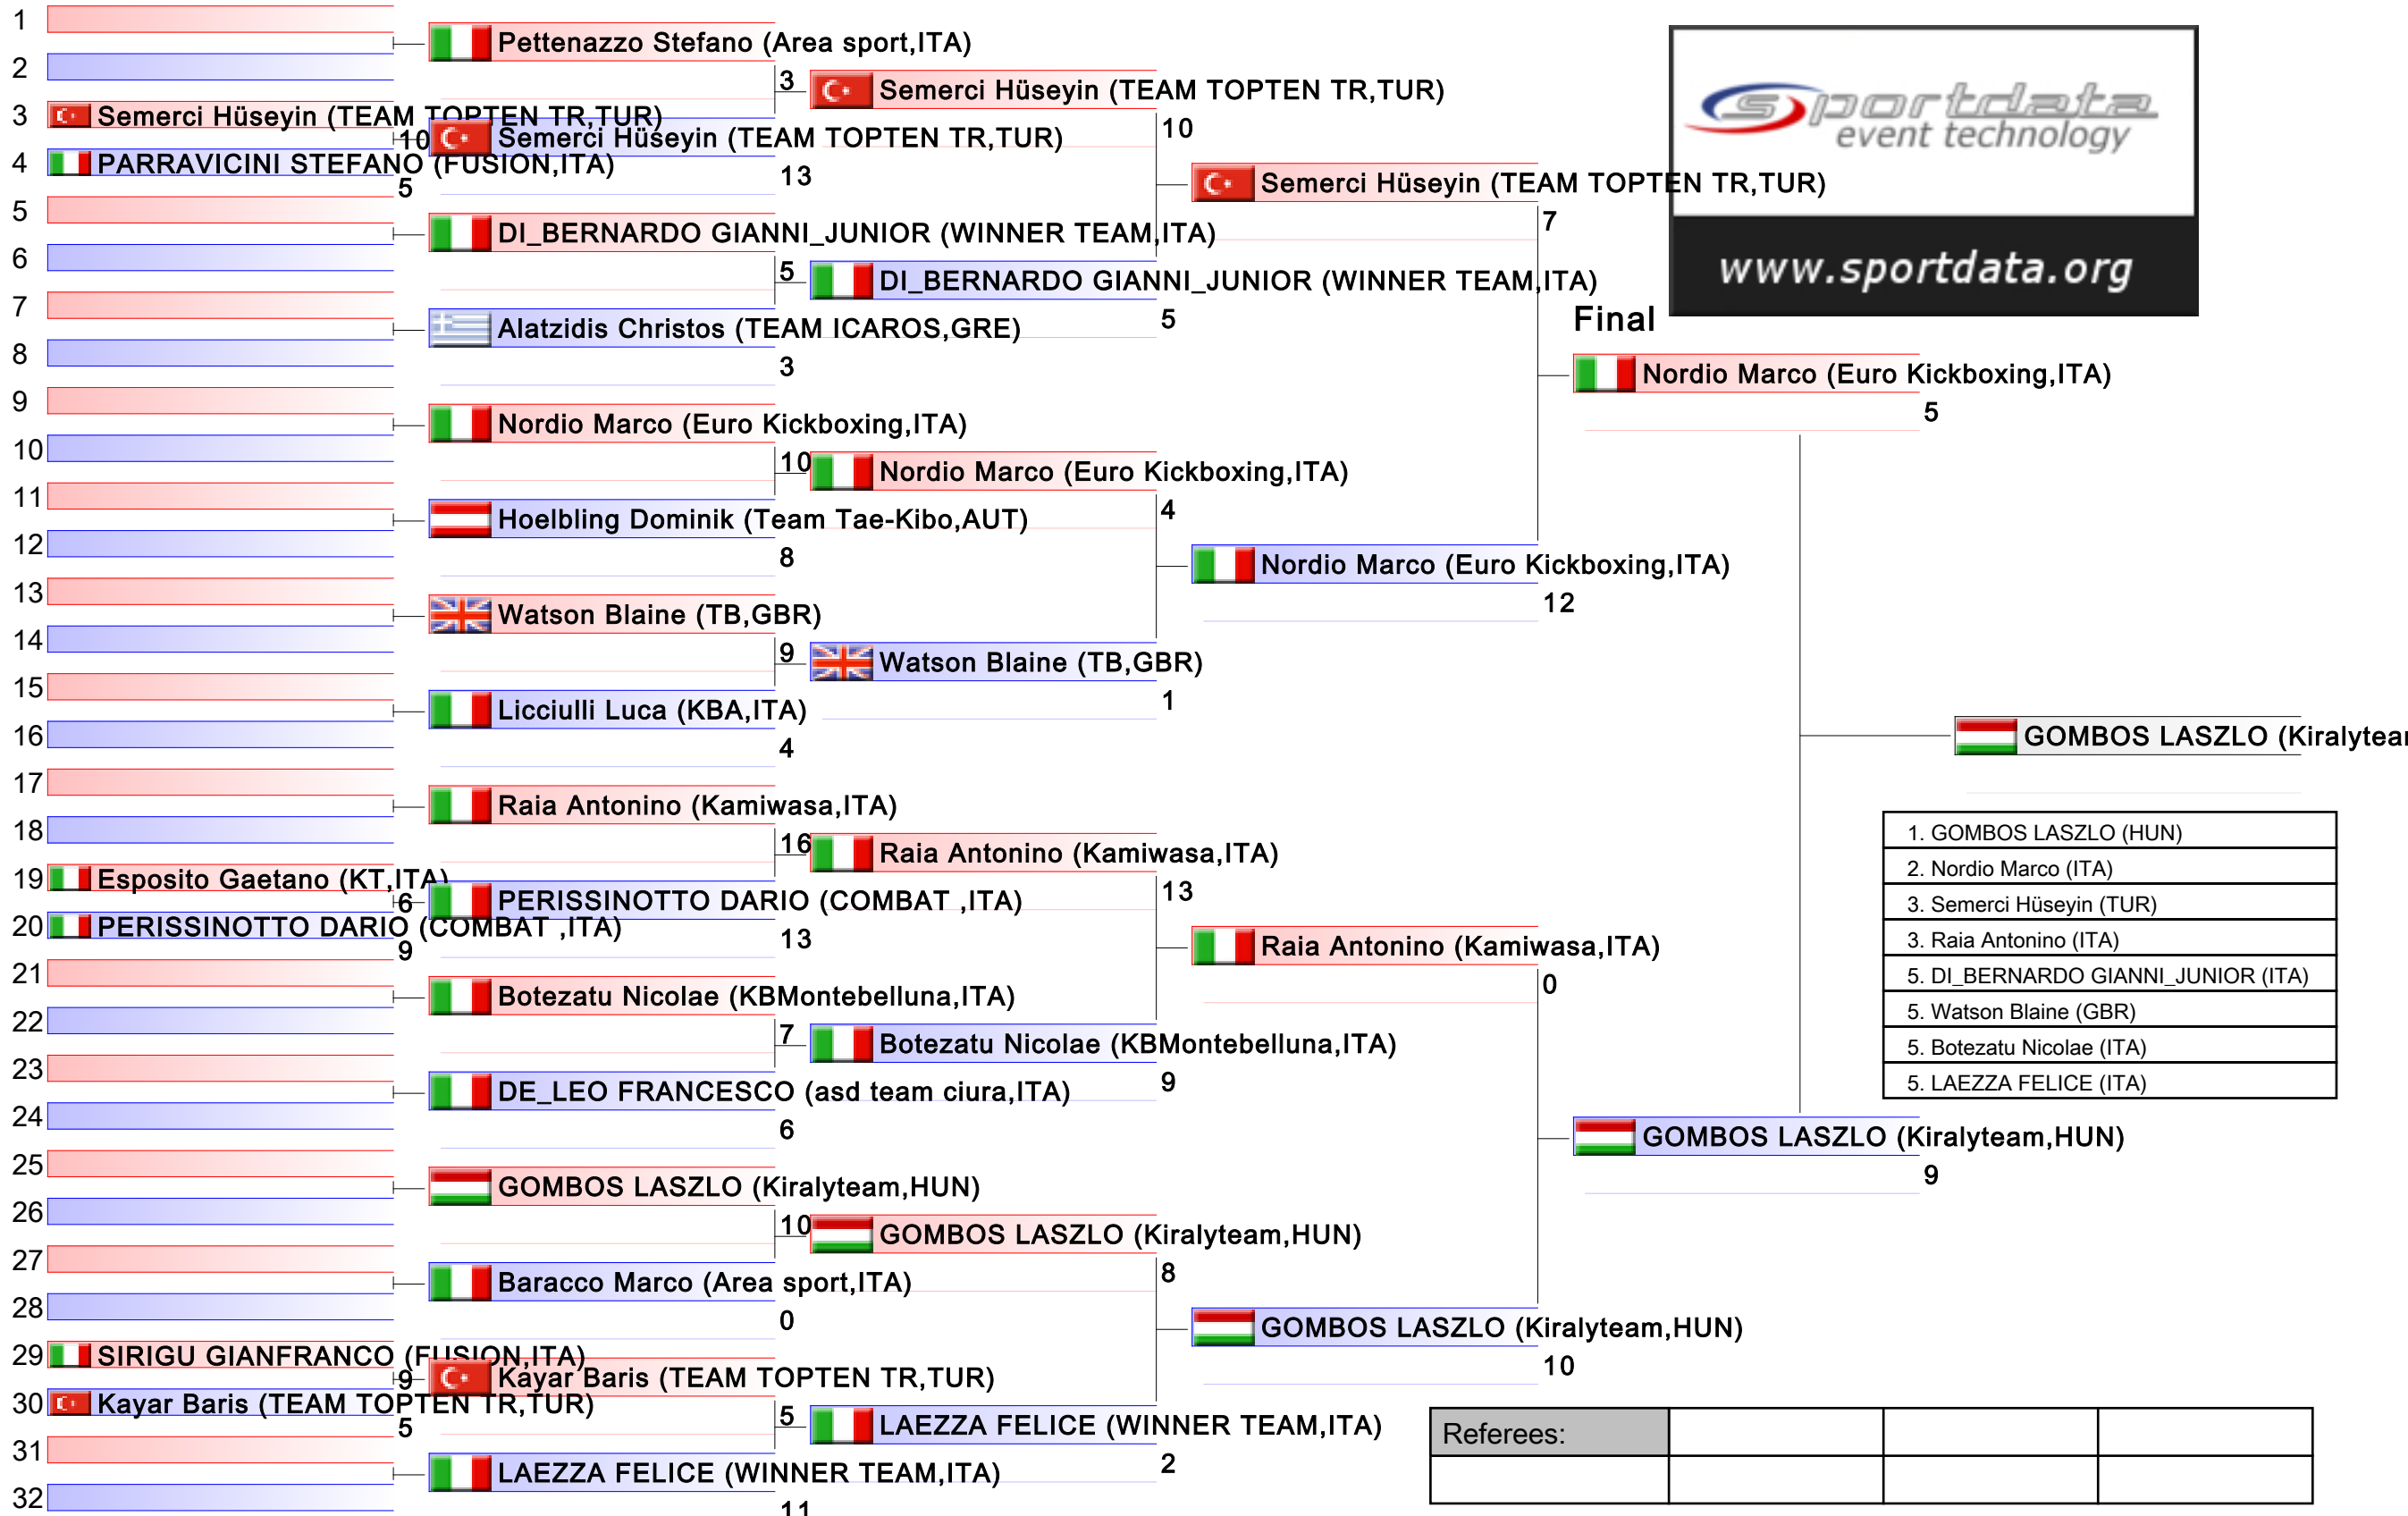 1
2
3 Semerci Hüseyin (TEAM TOPTEN TR,TUR)
10
4 PARRAVICINI STEFANO (FUSION,ITA)
5
5
6
7
8
9
10
11
12
13
14
15
16
17
18
19 Esposito Gaetano (KT,ITA)
6
20 PERISSINOTTO DARIO (COMBAT ,ITA)
9
21
22
23
24
25
26
27
28
29 SIRIGU GIANFRANCO (FUSION,ITA)
9
30 Kayar Baris (TEAM TOPTEN TR,TUR)
5
31
32
Pettenazzo Stefano (Area sport,ITA)
3
Semerci Hüseyin (TEAM TOPTEN TR,TUR)
13
DI_BERNARDO GIANNI_JUNIOR (WINNER TEAM,ITA)
5
Alatzidis Christos (TEAM ICAROS,GRE)
3
Nordio Marco (Euro Kickboxing,ITA)
10
Hoelbling Dominik (Team Tae-Kibo,AUT)
8
Watson Blaine (TB,GBR)
9
Licciulli Luca (KBA,ITA)
4
Raia Antonino (Kamiwasa,ITA)
16
PERISSINOTTO DARIO (COMBAT ,ITA)
13
Botezatu Nicolae (KBMontebelluna,ITA)
7
DE_LEO FRANCESCO (asd team ciura,ITA)
6
GOMBOS LASZLO (Kiralyteam,HUN)
10
Baracco Marco (Area sport,ITA)
0
Kayar Baris (TEAM TOPTEN TR,TUR)
5
LAEZZA FELICE (WINNER TEAM,ITA)
11
Semerci Hüseyin (TEAM TOPTEN TR,TUR)
10
DI_BERNARDO GIANNI_JUNIOR (WINNER TEAM,ITA)
5
Nordio Marco (Euro Kickboxing,ITA)
4
Watson Blaine (TB,GBR)
1
Raia Antonino (Kamiwasa,ITA)
13
Botezatu Nicolae (KBMontebelluna,ITA)
9
GOMBOS LASZLO (Kiralyteam,HUN)
8
LAEZZA FELICE (WINNER TEAM,ITA)
2
Semerci Hüseyin (TEAM TOPTEN TR,TUR)
7
Nordio Marco (Euro Kickboxing,ITA)
12
Raia Antonino (Kamiwasa,ITA)
0
GOMBOS LASZLO (Kiralyteam,HUN)
10
Final
Nordio Marco (Euro Kickboxing,ITA)
5
GOMBOS LASZLO (Kiralyteam,HUN)
9
sportdata
event technology
www.sportdata.org
GOMBOS LASZLO (Kiralytea
1. GOMBOS LASZLO (HUN)
2. Nordio Marco (ITA)
3. Semerci Hüseyin (TUR)
3. Raia Antonino (ITA)
5. DI_BERNARDO GIANNI_JUNIOR (ITA)
5. Watson Blaine (GBR)
5. Botezatu Nicolae (ITA)
5. LAEZZA FELICE (ITA)
Referees: